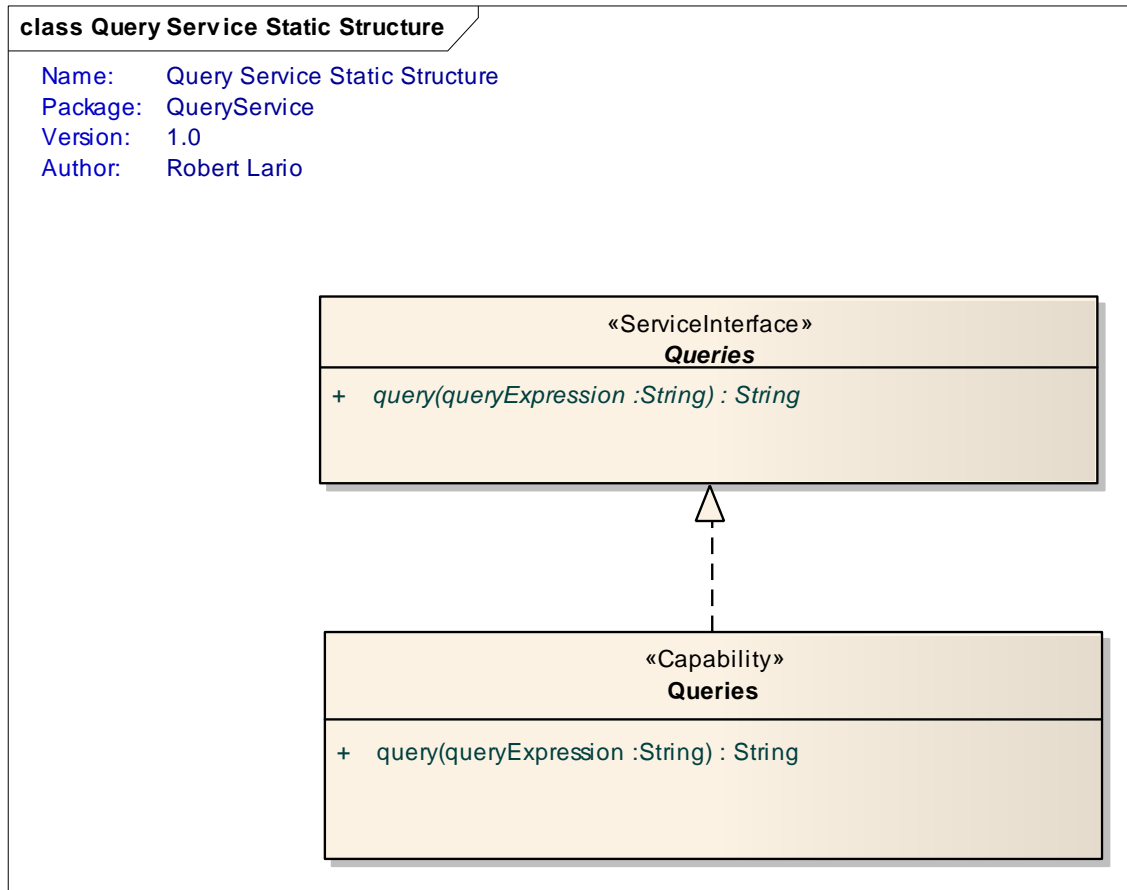 class Query Service Static Structure
Name: Query Service Static Structure
Package: QueryService
Version: 1.0
Author: Robert Lario
«ServiceInterface»
Queries
+ query(queryExpression :String) : String
«Capability»
Queries
+ query(queryExpression :String) : String